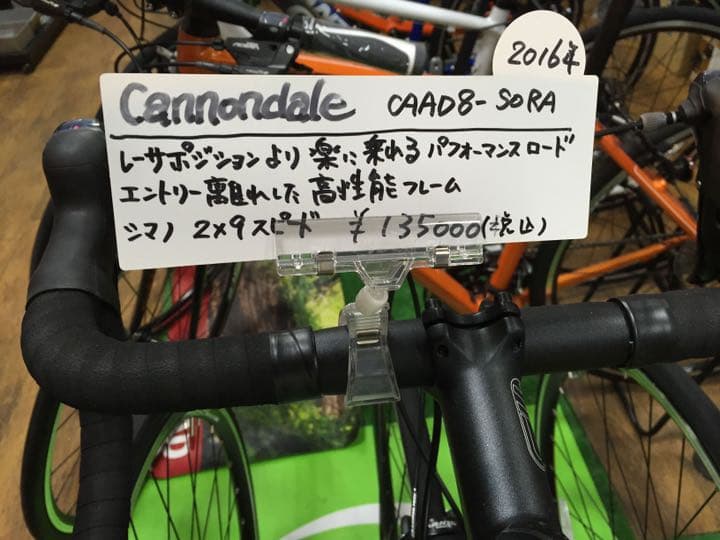 2016年
Cannondale CAAD8-SORA
レーサポジションより 楽に 乗れる パフォーマンスロード
エントリー離れした 高性能フレーム
シマノ 2×9スピード ¥135000(税込)